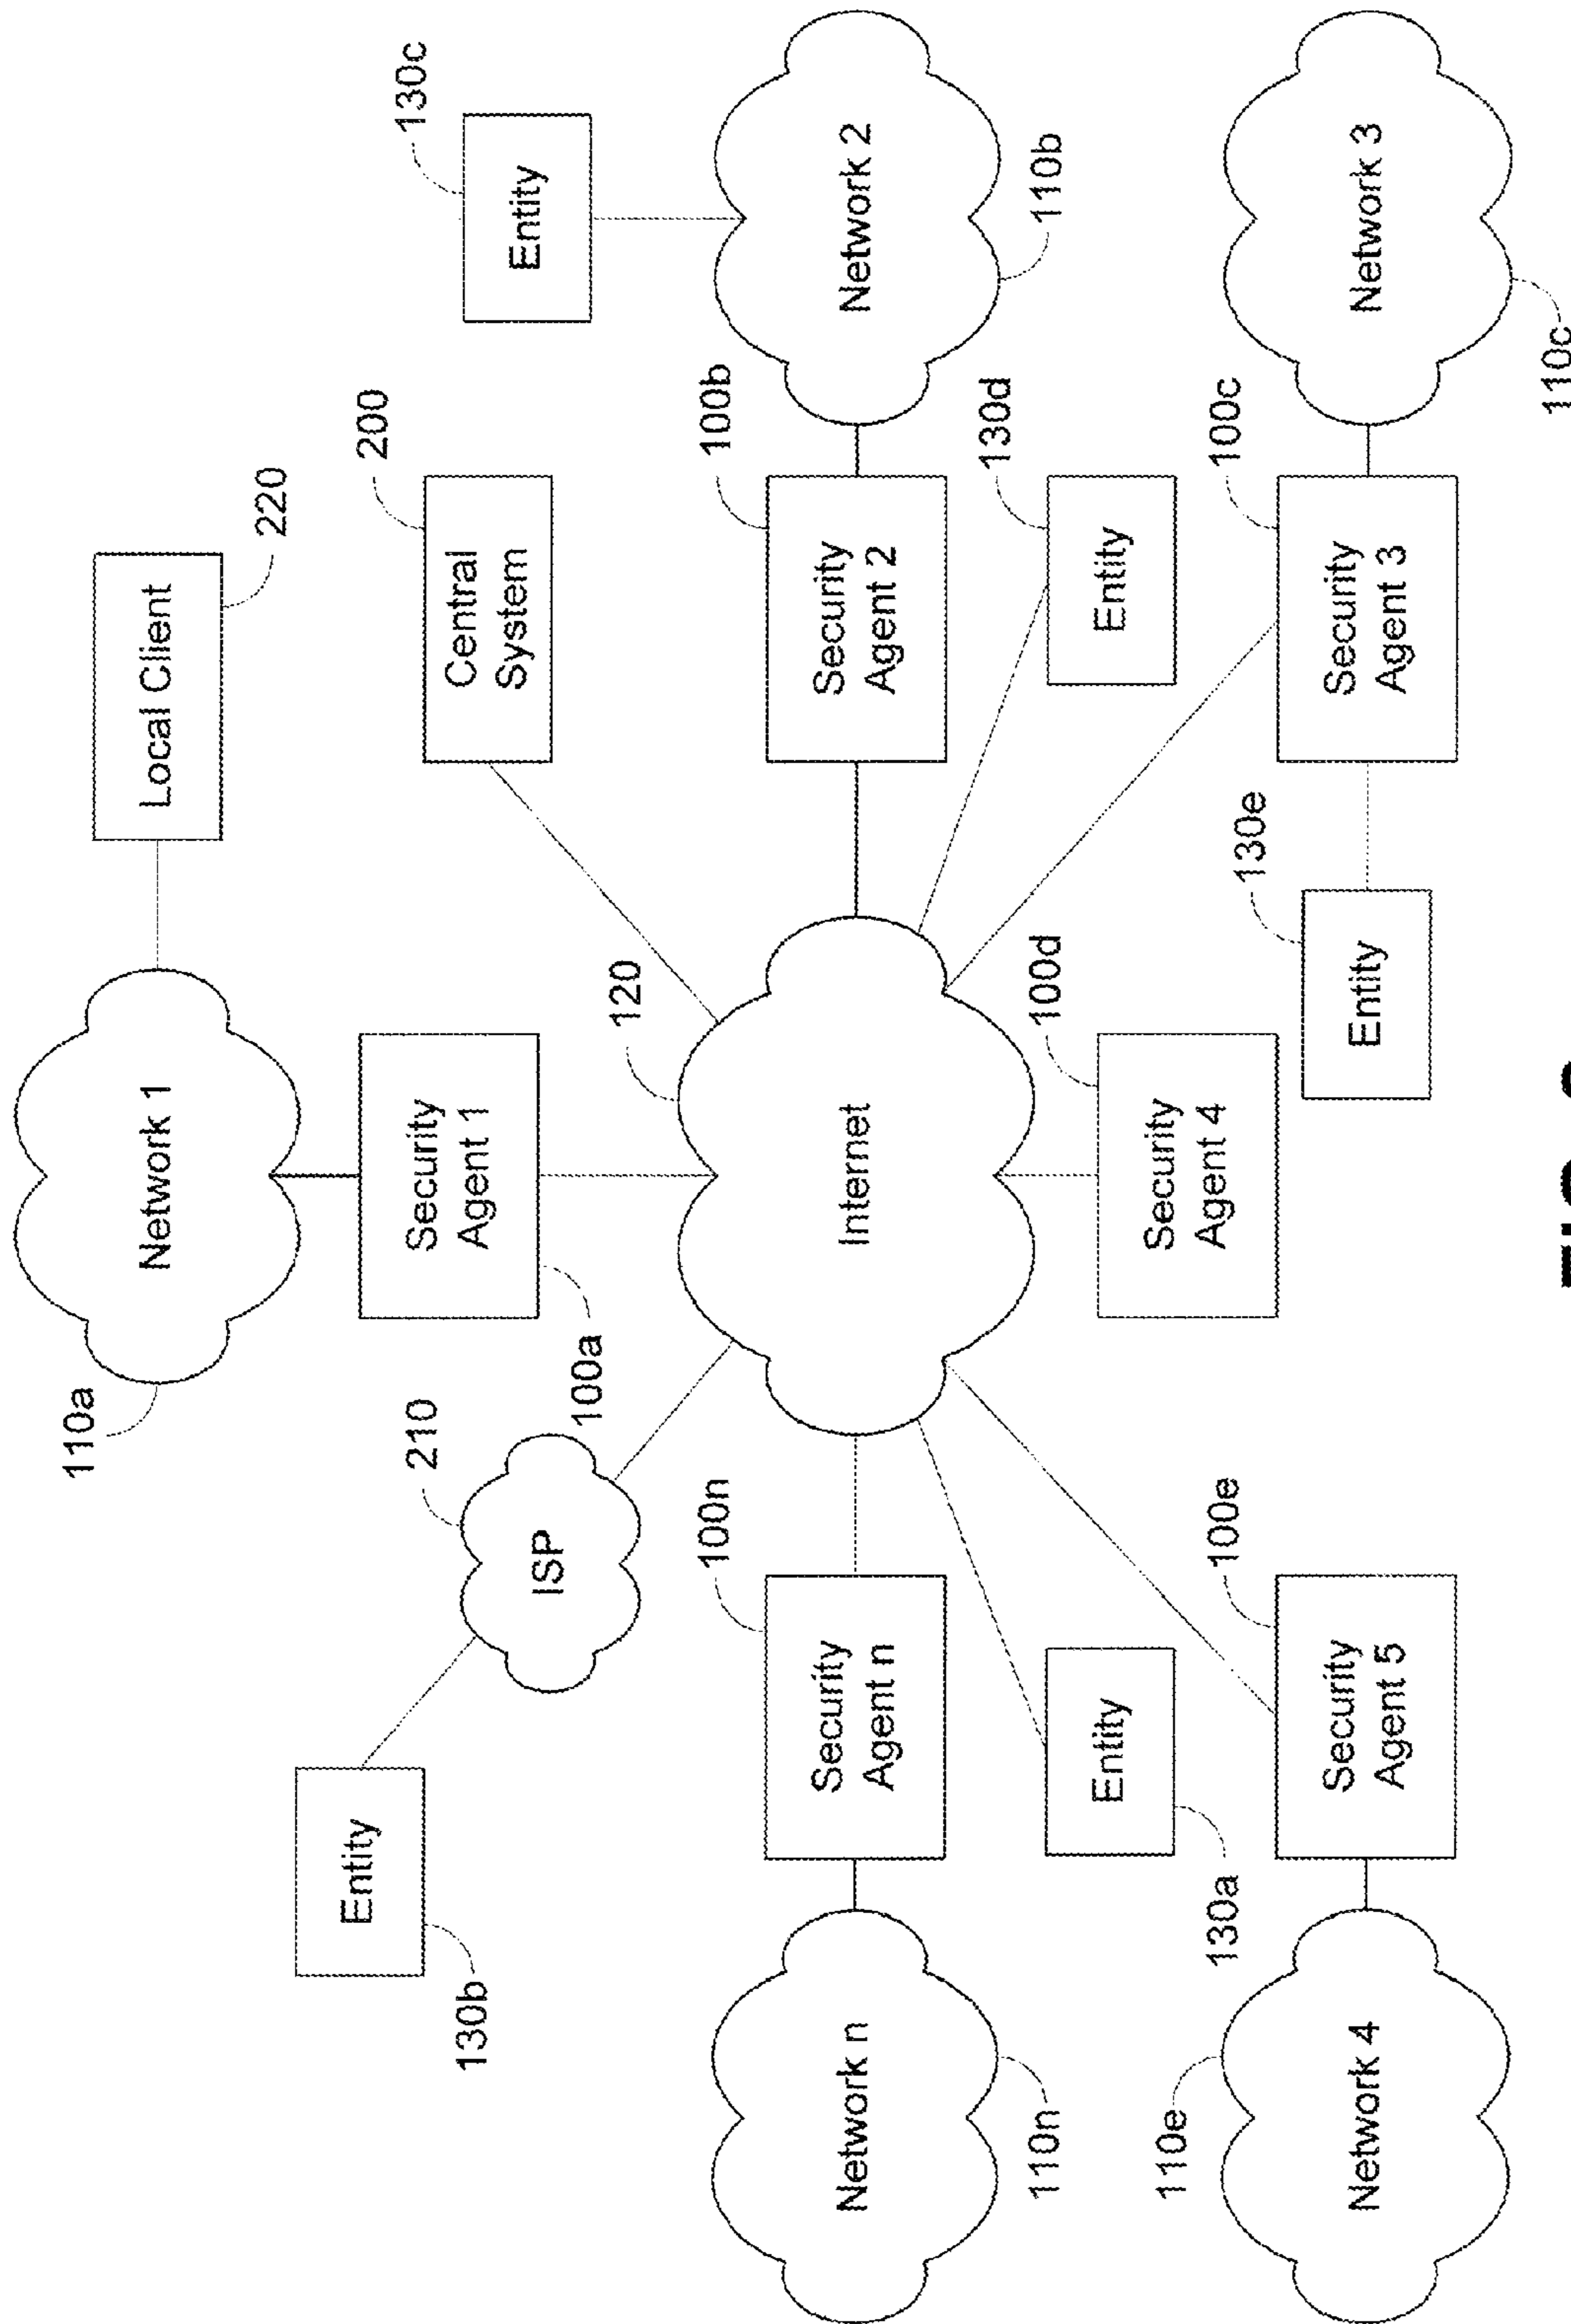 110a
Network 1
Local Client
220
Entity
130b
210
ISP
Security
Agent 1
100a
200
Central
System
130c
Entity
120
Internet
100n
Security
Agent n
Network n
110n
100b
Security
Agent 2
Network 2
110b
130a
Entity
100d
Security
Agent 4
130d
Entity
110e
Network 4
100e
Security
Agent 5
130e
Entity
100c
Security
Agent 3
Network 3
110c